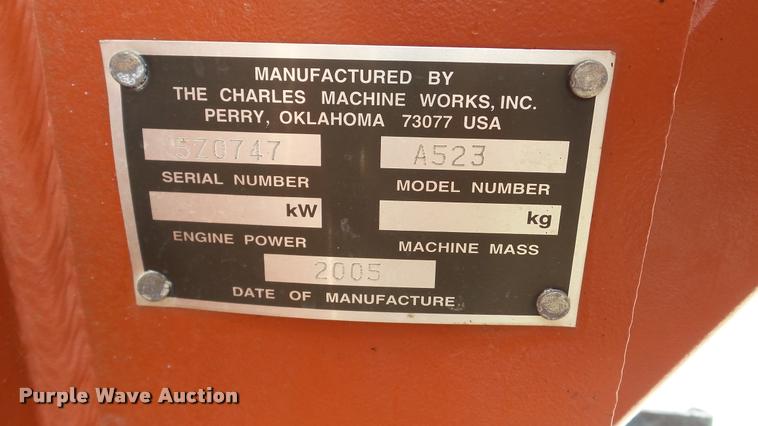 MANUFACTURED BY
THE CHARLES MACHINE WORKS, INC.
PERRY, OKLAHOMA 73077 USA
5Z0747 A523
SERIAL NUMBER MODEL NUMBER
kW kg
ENGINE POWER MACHINE MASS
2005
DATE OF MANUFACTURE
Purple Wave Auction